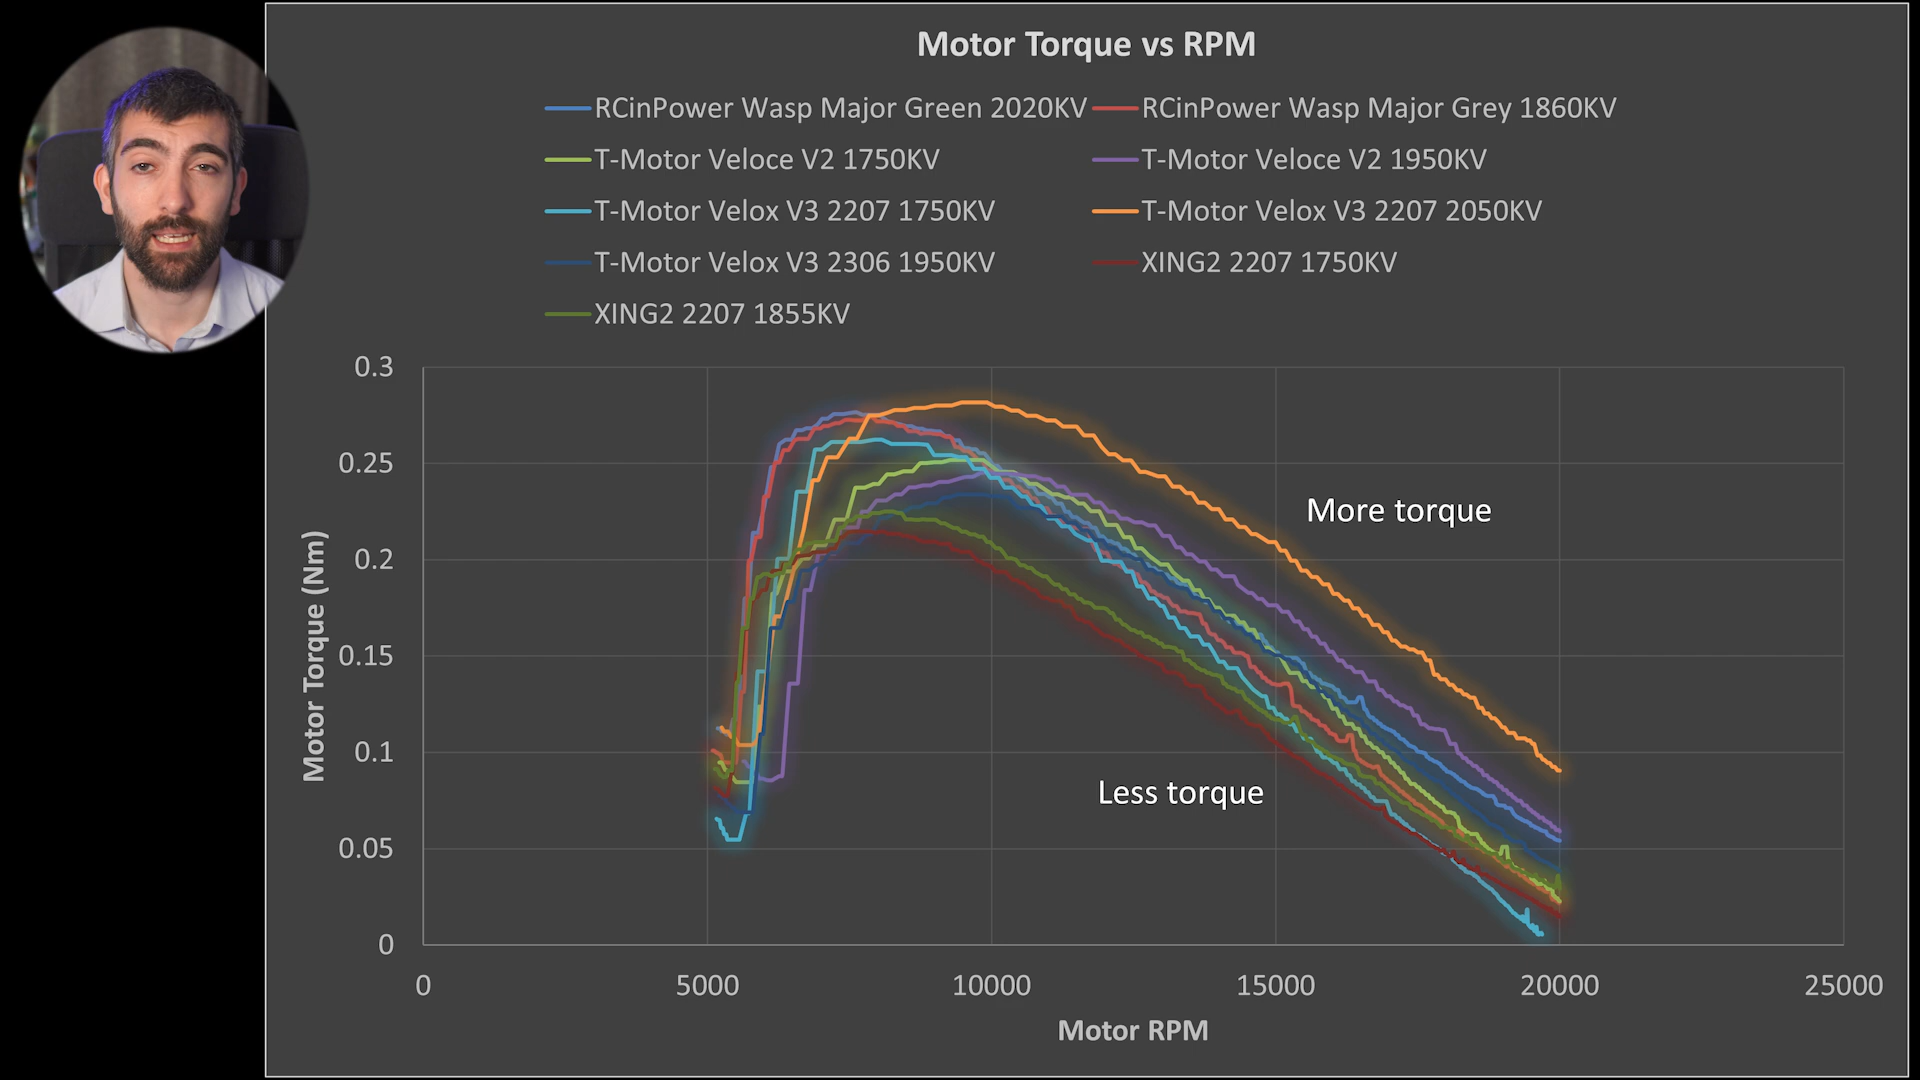 Motor Torque vs RPM
RCinPower Wasp Major Green 2020KV RCinPower Wasp Major Grey 1860KV
T-Motor Veloce V2 1750KV T-Motor Veloce V2 1950KV
T-Motor Velox V3 2207 1750KV T-Motor Velox V3 2207 2050KV
T-Motor Velox V3 2306 1950KV XING2 2207 1750KV
XING2 2207 1855KV
0.3
0.25
0.2
0.15
0.1
0.05
0
Motor Torque (Nm)
More torque
Less torque
0 5000 10000 15000 20000 25000
Motor RPM